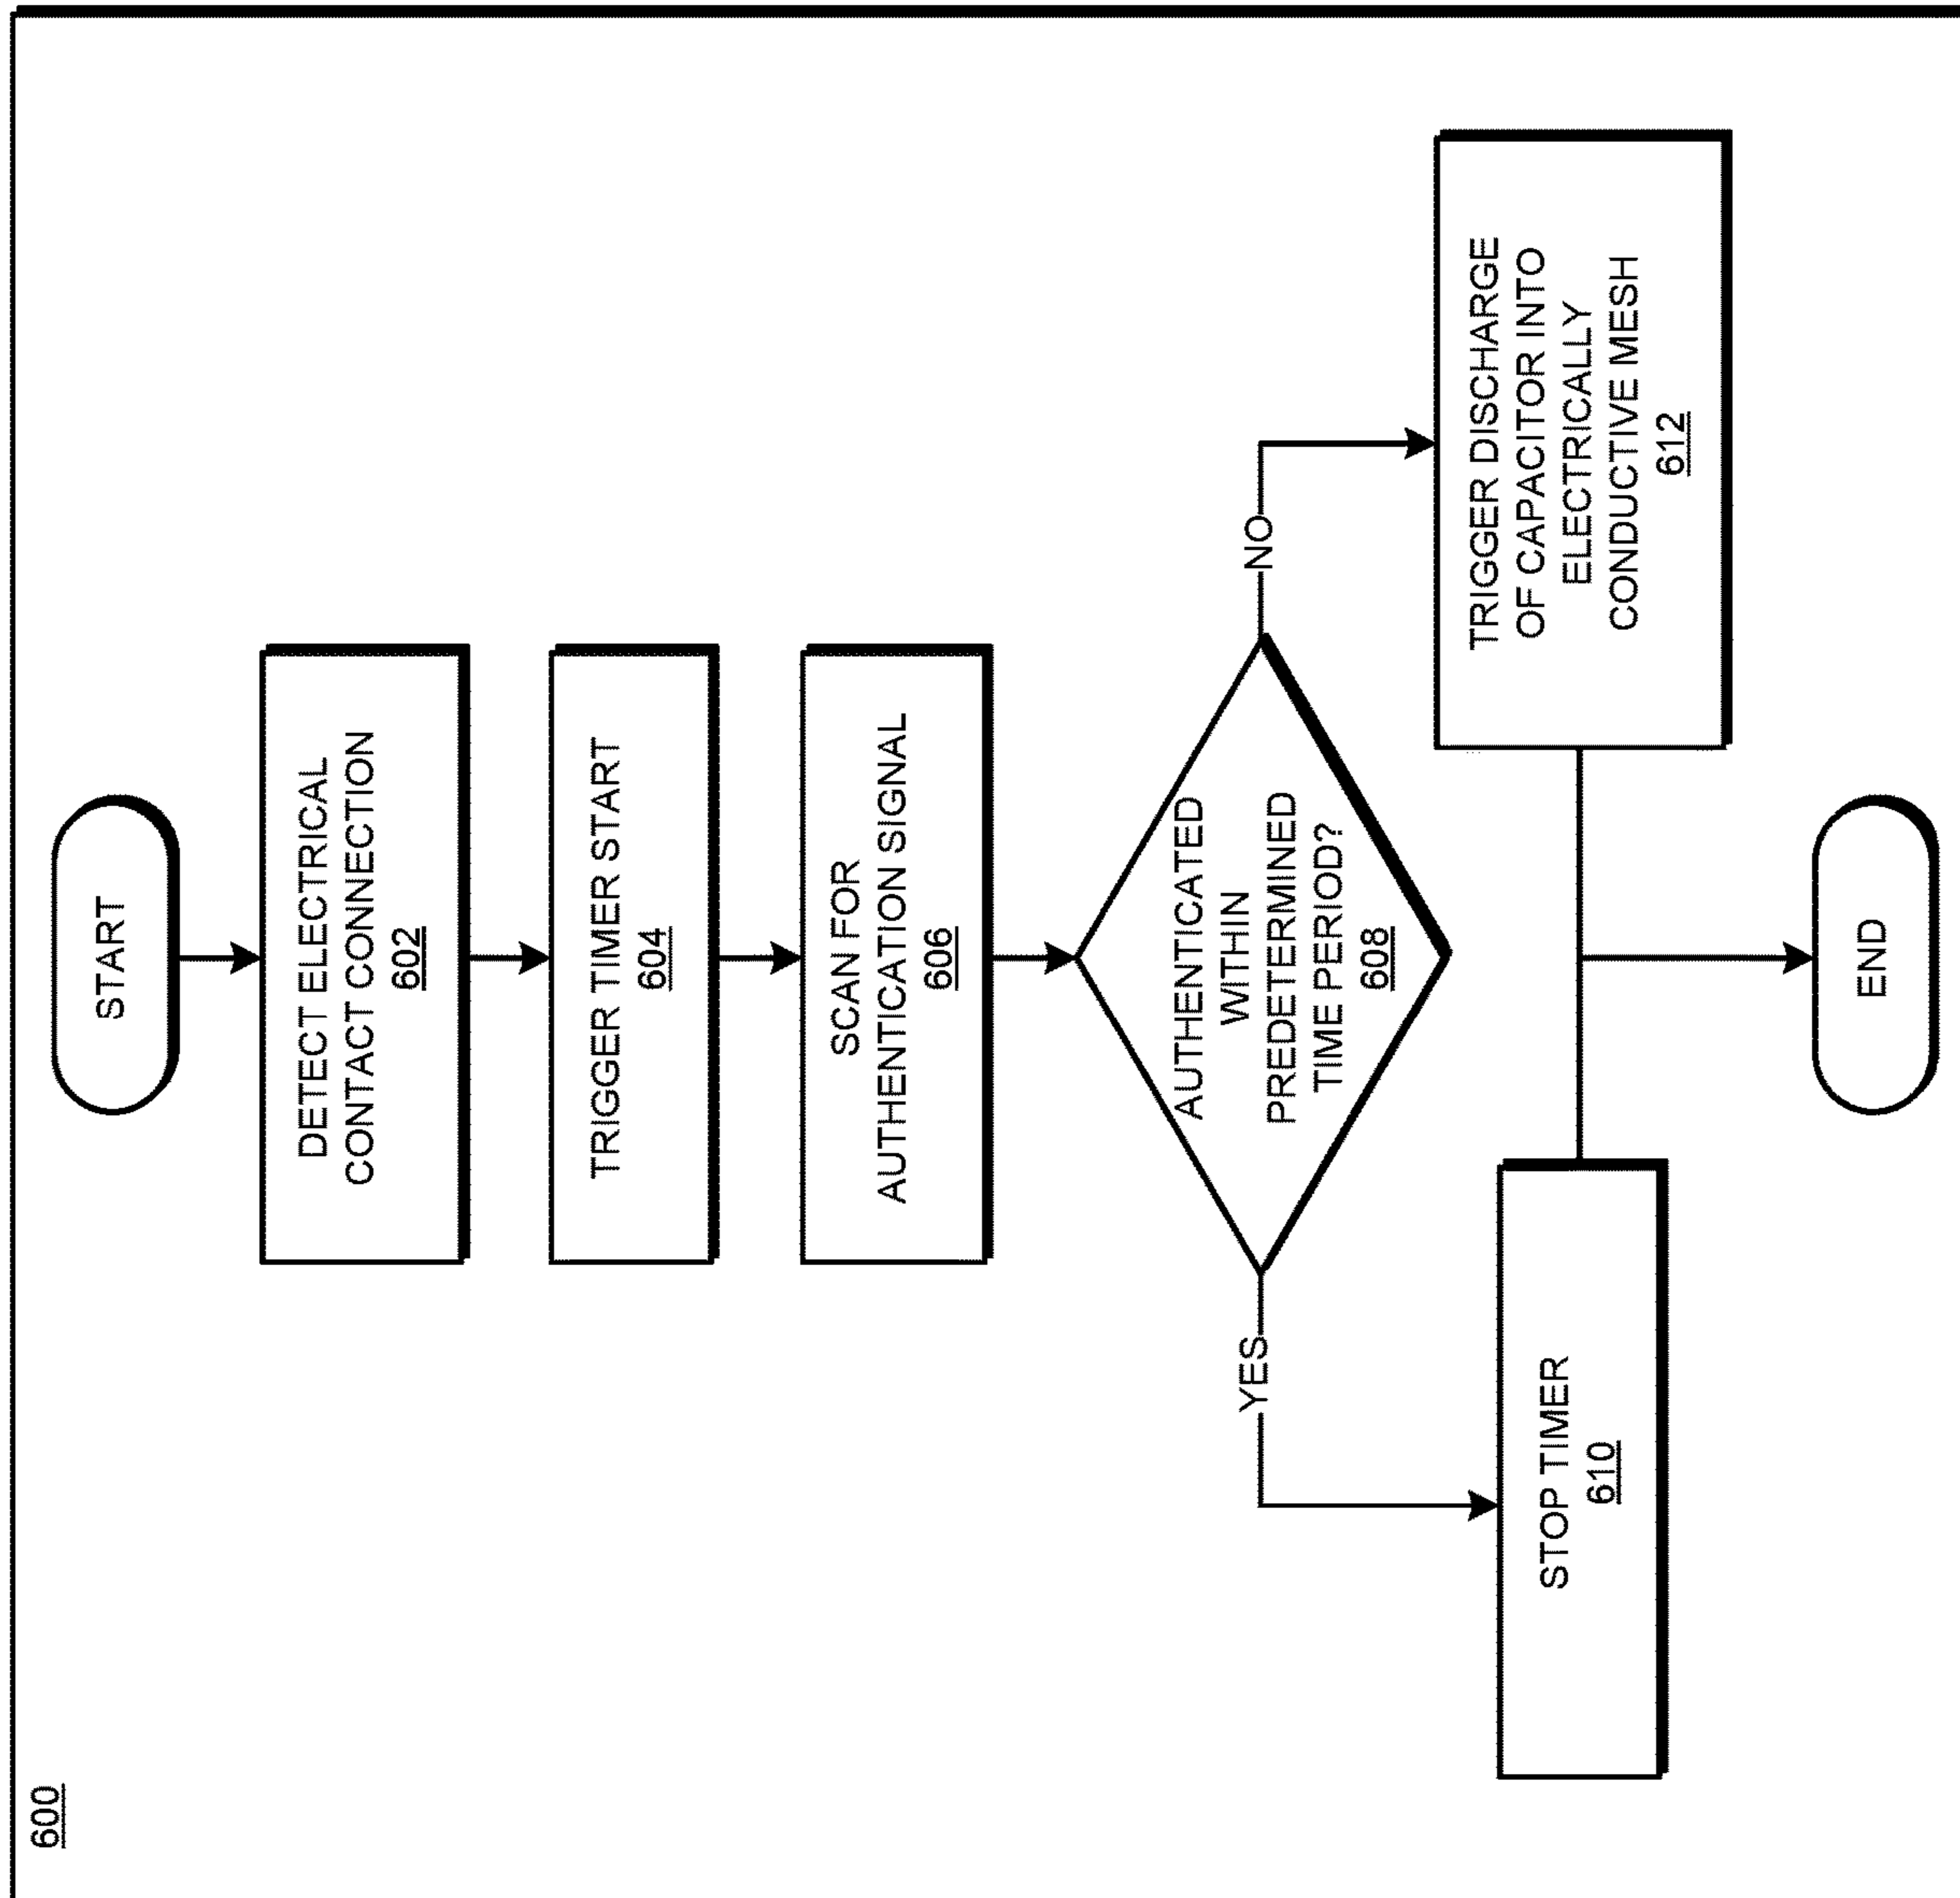 600
START
DETECT ELECTRICAL
CONTACT CONNECTION
602
TRIGGER TIMER START
604
SCAN FOR
AUTHENTICATION SIGNAL
606
AUTHENTICATED
WITHIN
PREDETERMINED
TIME PERIOD?
608
YES
NO
STOP TIMER
610
TRIGGER DISCHARGE
OF CAPACITOR INTO
ELECTRICALLY
CONDUCTIVE MESH
612
END